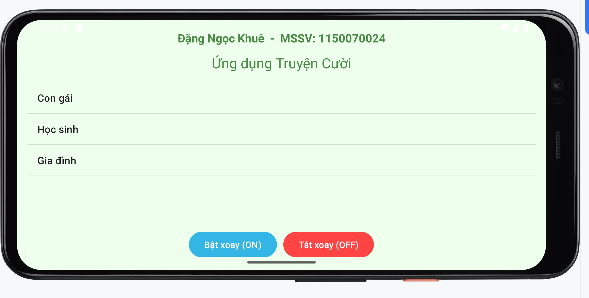 Đặng Ngọc Khuê - MSSV: 1150070024
Ứng dụng Truyện Cười
Con gái
Học sinh
Gia đình
Bật xoay (ON)
Tắt xoay (OFF)